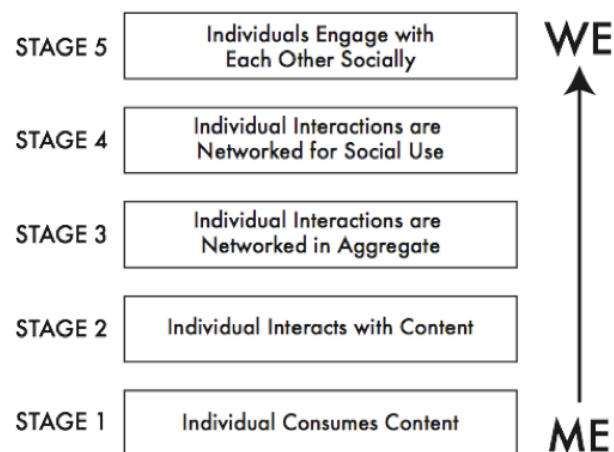 STAGE 5
Individuals Engage with
Each Other Socially
WE
STAGE 4
Individual Interactions are
Networked for Social Use
STAGE 3
Individual Interactions are
Networked in Aggregate
STAGE 2
Individual Interacts with Content
STAGE 1
Individual Consumes Content
ME